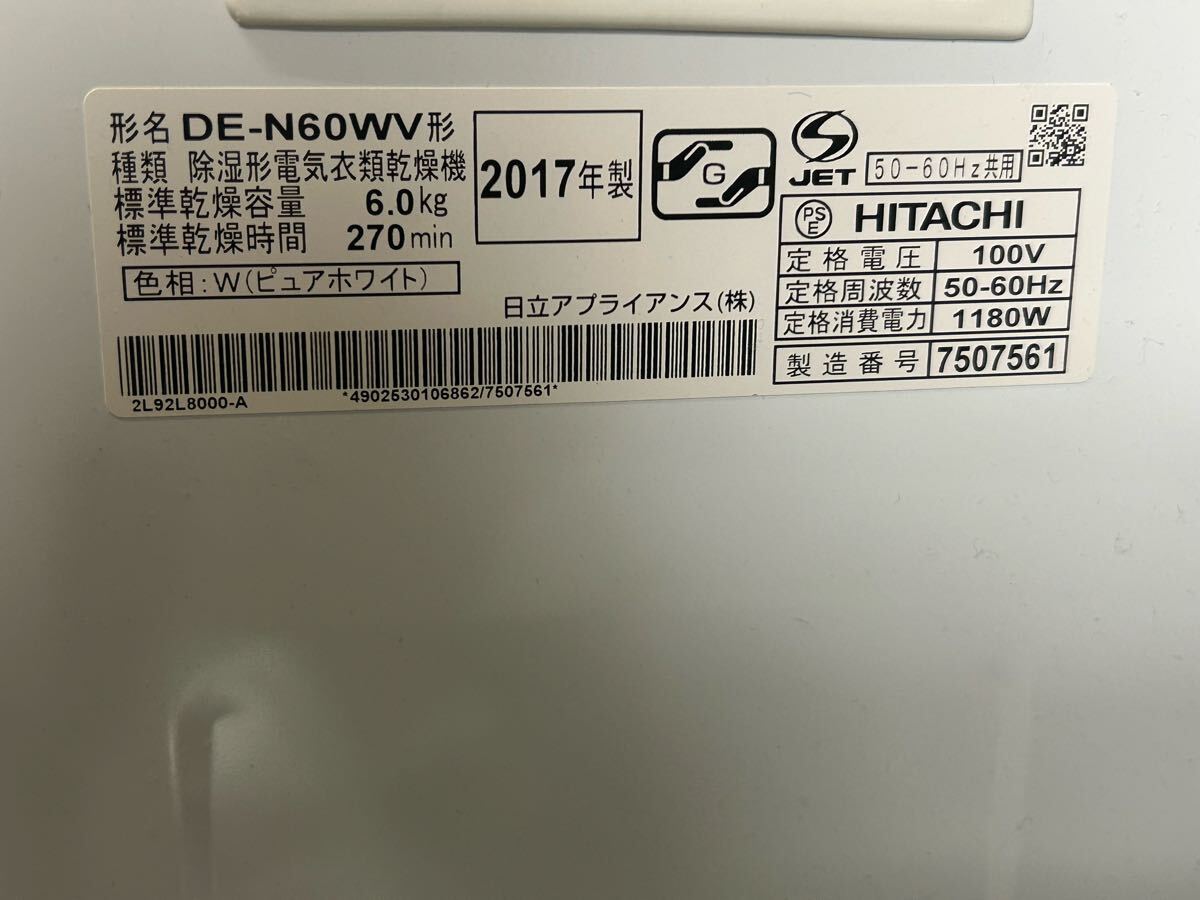 形名 DE-N60WV形
種類 除湿形電気衣類乾燥機
標準乾燥容量 6.0kg
標準乾燥時間 270min
色相:W(ピュアホワイト)
2017年製
G
JET
50-60Hz共用
PS
E
HITACHI
定格電圧 100V
定格周波数 50-60Hz
定格消費電力 1180W
製造番号 7507561
日立アプライアンス(株)
2L92L8000-A
*4902530106862/7507561*